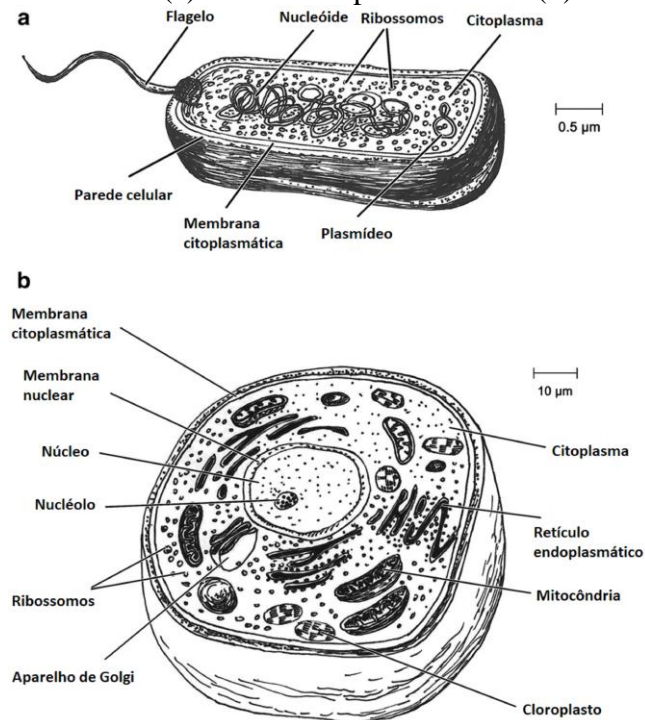 a
Flagelo
Nucleóide
Ribossomos
Citoplasma
0.5 µm
Parede celular
Membrana
citoplasmática
Plasmídeo
b
Membrana
citoplasmática
10 µm
Membrana
nuclear
Núcleo
Citoplasma
Nucléolo
Retículo
endoplasmático
Ribossomos
Mitocôndria
Aparelho de Golgi
Cloroplasto